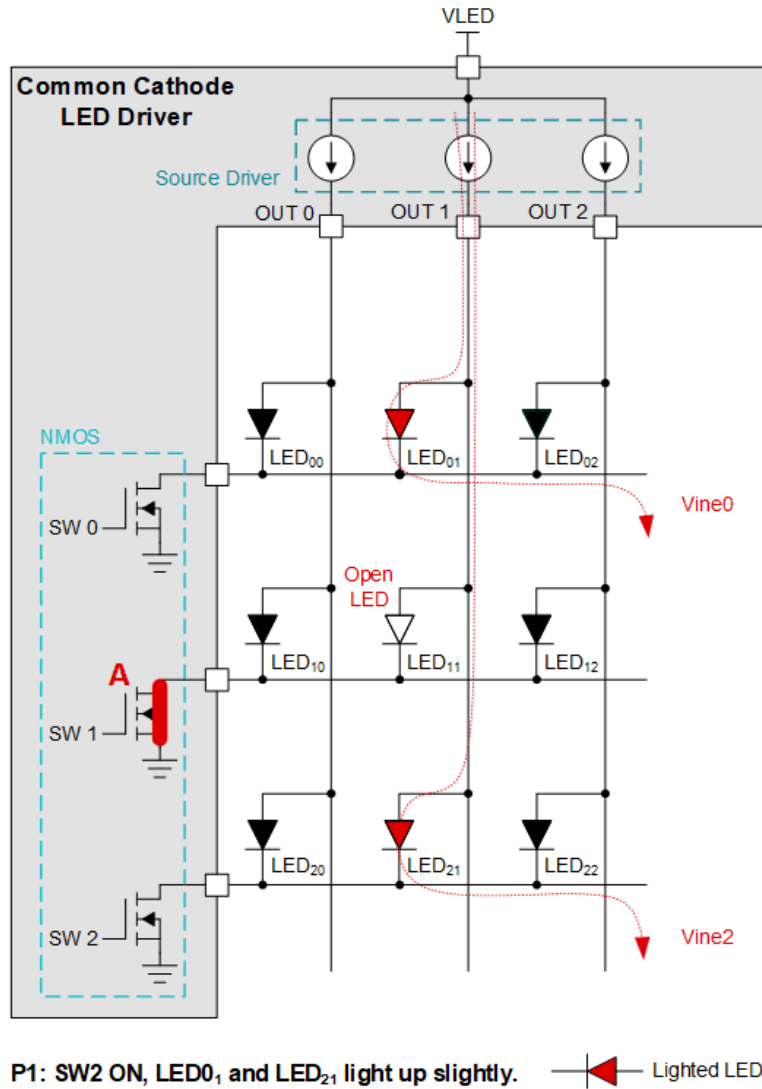 VLED
Common Cathode
LED Driver
Source Driver
OUT 0
OUT 1
OUT 2
NMOS
LED₀₀
LED₀₁
LED₀₂
SW 0
Vine0
Open
LED
A
LED₁₀
LED₁₁
LED₁₂
SW 1
LED₂₀
LED₂₁
LED₂₂
SW 2
Vine2
P1: SW2 ON, LED0₁ and LED₂₁ light up slightly.
Lighted LED